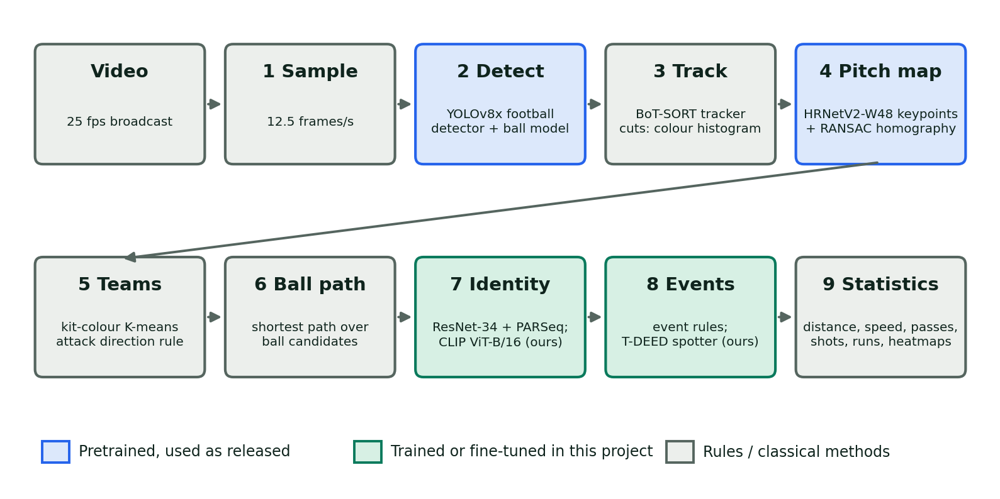 Video
25 fps broadcast
1 Sample
12.5 frames/s
2 Detect
YOLOv8x football
detector + ball model
3 Track
BoT-SORT tracker
cuts: colour histogram
4 Pitch map
HRNetV2-W48 keypoints
+ RANSAC homography
5 Teams
kit-colour K-means
attack direction rule
6 Ball path
shortest path over
ball candidates
7 Identity
ResNet-34 + PARSeq;
CLIP ViT-B/16 (ours)
8 Events
event rules;
T-DEED spotter (ours)
9 Statistics
distance, speed, passes,
shots, runs, heatmaps
Pretrained, used as released
Trained or fine-tuned in this project
Rules / classical methods